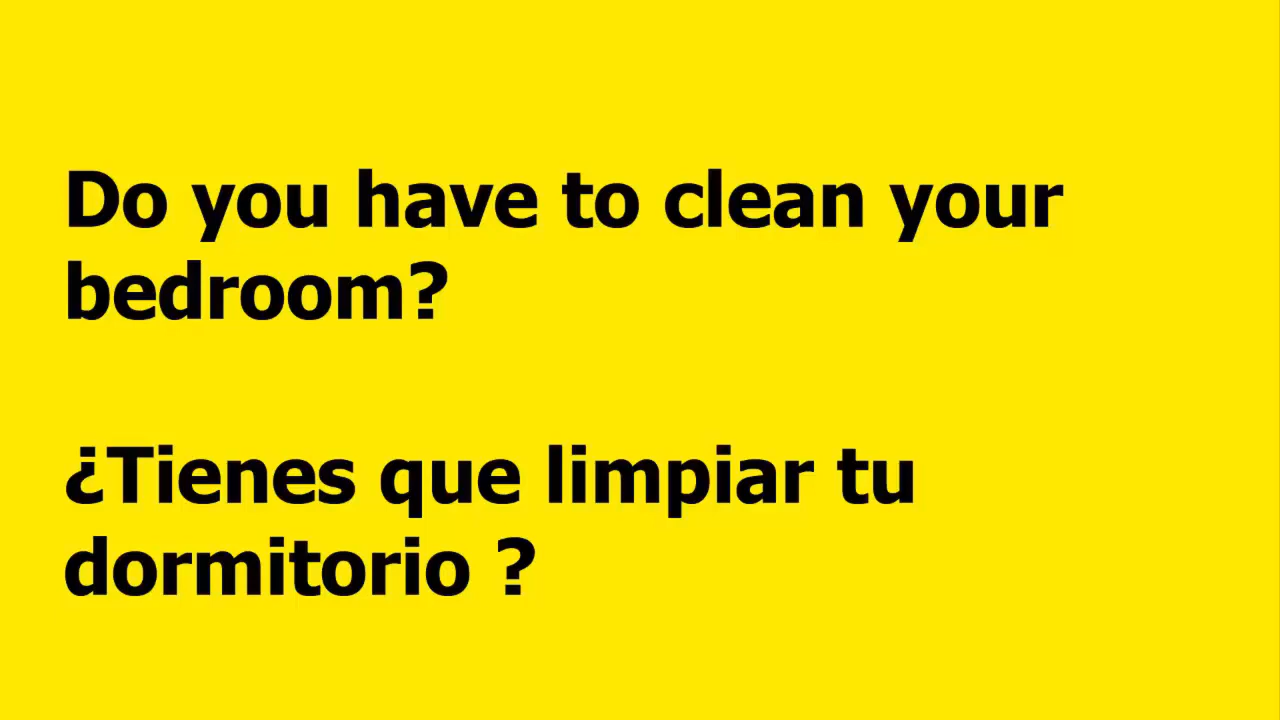 Do you have to clean your
bedroom?
¿Tienes que limpiar tu
dormitorio ?